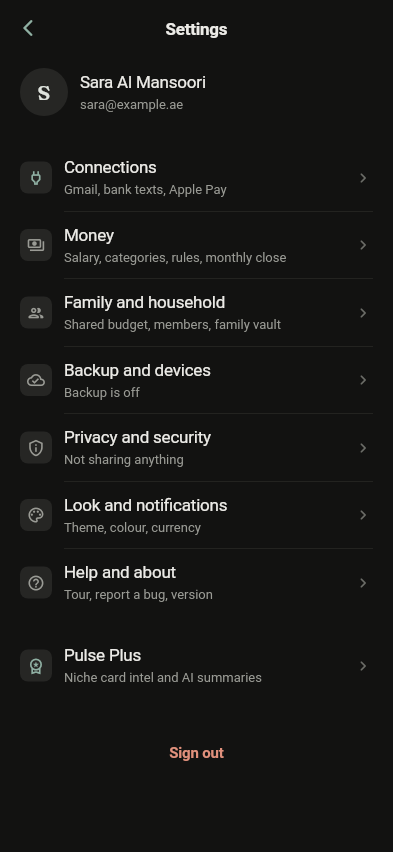 Settings
S
Sara Al Mansoori
sara@example.ae
Connections
Gmail, bank texts, Apple Pay
Money
Salary, categories, rules, monthly close
Family and household
Shared budget, members, family vault
Backup and devices
Backup is off
Privacy and security
Not sharing anything
Look and notifications
Theme, colour, currency
Help and about
Tour, report a bug, version
Pulse Plus
Niche card intel and AI summaries
Sign out